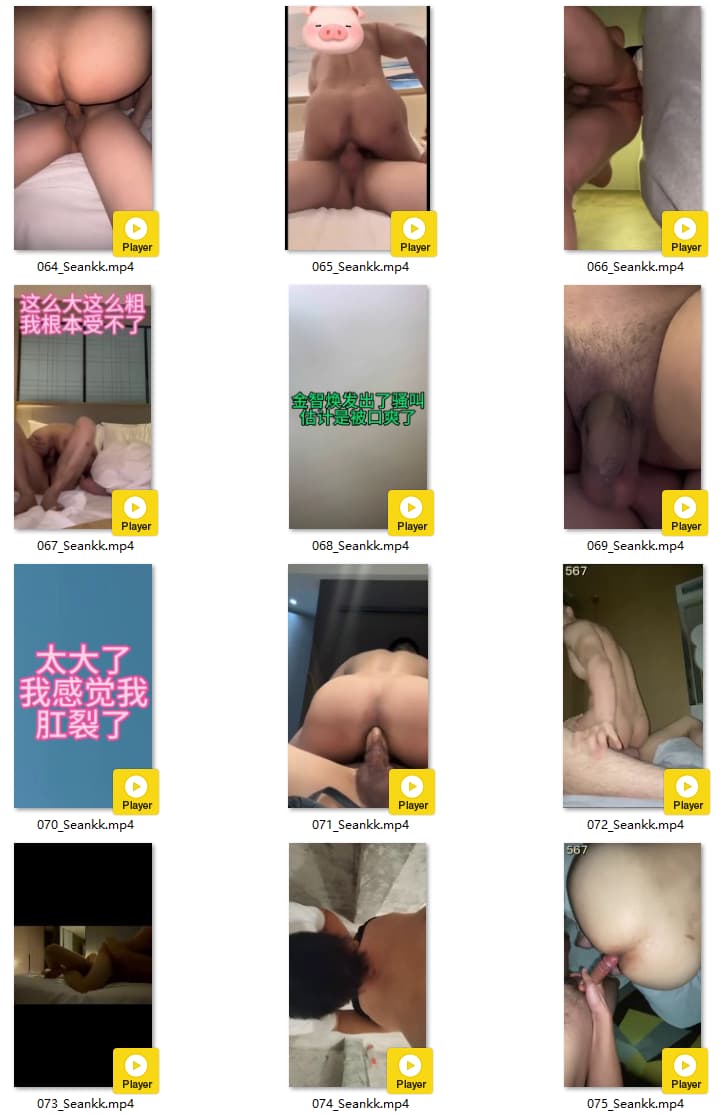 Player
Player
Player
064_Seankk.mp4
065_Seankk.mp4
066_Seankk.mp4
这么大这么粗
我根本受不了
金智焕发出了骚叫
估计是被口爽了
Player
Player
Player
067_Seankk.mp4
068_Seankk.mp4
069_Seankk.mp4
567
太大了
我感觉我
肛裂了
Player
Player
Player
070_Seankk.mp4
071_Seankk.mp4
072_Seankk.mp4
567
Player
Player
Player
073_Seankk.mp4
074_Seankk.mp4
075_Seankk.mp4